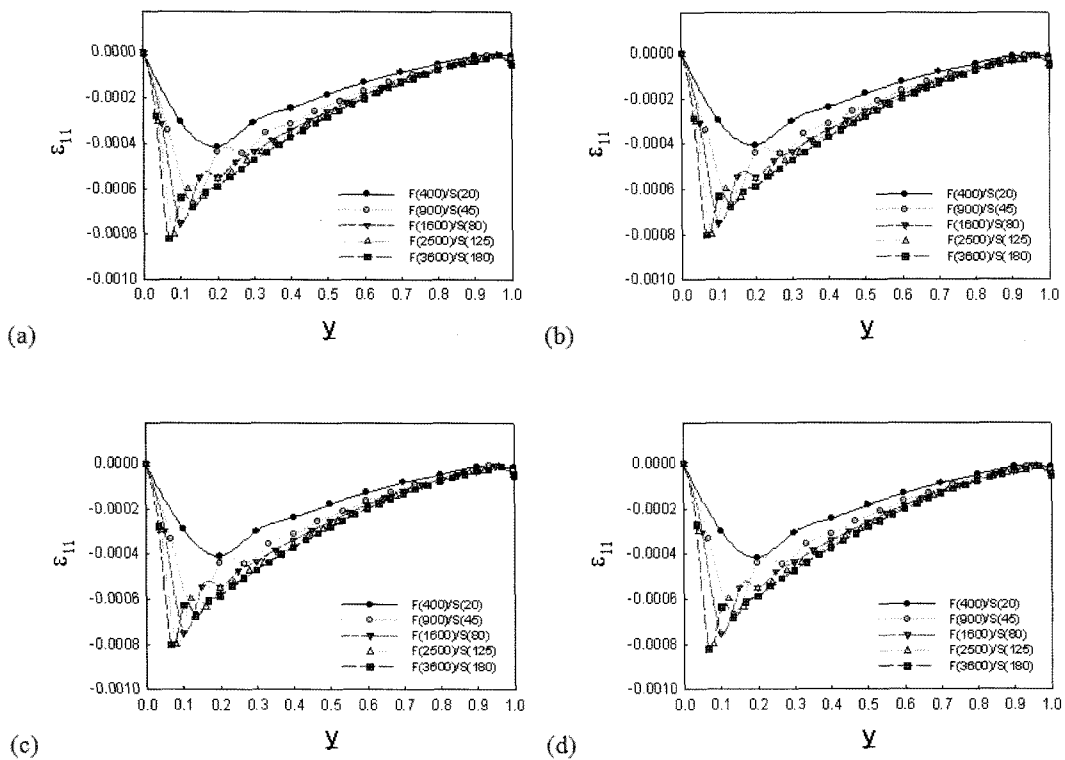 0.0000
-0.0002
-0.0004
-0.0006
-0.0008
-0.0010
ε11
F(400)/S(20)
F(900)/S(45)
F(1600)/S(80)
F(2500)/S(125)
F(3600)/S(180)
0.0 0.1 0.2 0.3 0.4 0.5 0.6 0.7 0.8 0.9 1.0
y
(a)
0.0000
-0.0002
-0.0004
-0.0006
-0.0008
-0.0010
ε11
F(400)/S(20)
F(900)/S(45)
F(1600)/S(80)
F(2500)/S(125)
F(3600)/S(180)
0.0 0.1 0.2 0.3 0.4 0.5 0.6 0.7 0.8 0.9 1.0
y
(b)
0.0000
-0.0002
-0.0004
-0.0006
-0.0008
-0.0010
ε11
F(400)/S(20)
F(900)/S(45)
F(1600)/S(80)
F(2500)/S(125)
F(3600)/S(180)
0.0 0.1 0.2 0.3 0.4 0.5 0.6 0.7 0.8 0.9 1.0
y
(c)
0.0000
-0.0002
-0.0004
-0.0006
-0.0008
-0.0010
ε11
F(400)/S(20)
F(900)/S(45)
F(1600)/S(80)
F(2500)/S(125)
F(3600)/S(180)
0.0 0.1 0.2 0.3 0.4 0.5 0.6 0.7 0.8 0.9 1.0
y
(d)